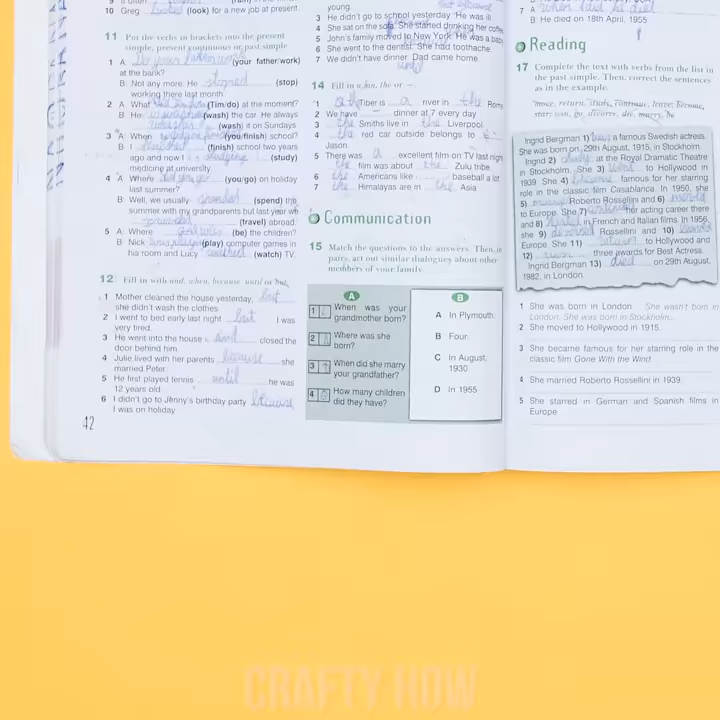 10 Greg looked (look) for a new job at present.
11 Put the verbs in brackets into the present
simple, present continuous or past simple
1 A: (your father/work)
at the bank?
B: Not any more. He stopped (stop)
working there last month
2 A: What (Tim/do) at the moment?
B: He (wash) the car. He always
(wash) it on Sundays
3 A: When (you/finish) school?
B: I finished (finish) school two years
ago and now I studying (study)
medicine at university
4 A: Where (you/go) on holiday
last summer?
B: Well, we usually (spend) the
summer with my grandparents but last year we
(travel) abroad.
5 A: Where (be) the children?
B: Nick (play) computer games in
his room and Lucy watched (watch) TV.
12 Fill in with and, when, because, until or but,
1 Mother cleaned the house yesterday, but
she didn't wash the clothes.
2 I went to bed early last night but I was
very tired.
3 He went into the house and closed the
door behind him
4 Julie lived with her parents because she
married Peter
5 He first played tennis until he was
12 years old
6 I didn't go to Jenny's birthday party because
I was on holiday
42
young.
3 He didn't go to school yesterday. He was ill
4 She sat on the sofa. She started drinking her coffee
5 John's family moved to New York. He was a baby
6 She went to the dentist. She had toothache
7 We didn't have dinner. Dad came home.
until
14 Fill in a/an, the or –
1 Tiber is a river in the Rome
2 We have – dinner at 7 every day
3 the Smiths live in the Liverpool
4 the red car outside belongs to
Jason.
5 There was a excellent film on TV last night
the film was about the Zulu tribe
6 the Americans like baseball a lot
7 the Himalayas are in the Asia
Communication
15 Match the questions to the answers. Then, in
pairs, act out similar dialogues about other
members of your family.
A
1 When was your
grandmother born?
2 Where was she
born?
3 When did she marry
your grandfather?
4 How many children
did they have?
B
A In Plymouth.
B Four.
C In August,
1930
D In 1955
7 A: When did he died
B: He died on 18th April, 1955
Reading
17 Complete the text with verbs from the list in
the past simple. Then, correct the sentences
as in the example.
move, return, study, continue, leave, become,
star, win, go, divorce, die, marry, be
Ingrid Bergman 1) was a famous Swedish actress.
She was born on 29th August, 1915, in Stockholm.
Ingrid 2) study at the Royal Dramatic Theatre
in Stockholm. She 3) went to Hollywood in
1939. She 4) became famous for her starring
role in the classic film Casablanca. In 1950, she
5) Roberto Rossellini and 6) moved
to Europe. She 7) her acting career there
and 8) in French and Italian films. In 1956,
she 9) divorced Rossellini and 10)
Europe. She 11) return to Hollywood and
12) three awards for Best Actress.
Ingrid Bergman 13) died on 29th August,
1982, in London.
1 She was born in London She wasn't born in
London. She was born in Stockholm...
2 She moved to Hollywood in 1915.
3 She became famous for her starring role in the
classic film Gone With the Wind
4 She married Roberto Rossellini in 1939
5 She starred in German and Spanish films in
Europe
CRAFTY HOW